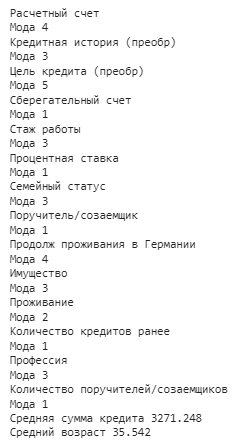 Расчетный счет
Мода 4
Кредитная история (преобр)
Мода 3
Цель кредита (преобр)
Мода 5
Сберегательный счет
Мода 1
Стаж работы
Мода 3
Процентная ставка
Мода 1
Семейный статус
Мода 3
Поручитель/созаемщик
Мода 1
Продолж проживания в Германии
Мода 4
Имущество
Мода 3
Проживание
Мода 2
Количество кредитов ранее
Мода 1
Профессия
Мода 3
Количество поручителей/созаемщиков
Мода 1
Средняя сумма кредита 3271.248
Средний возраст 35.542